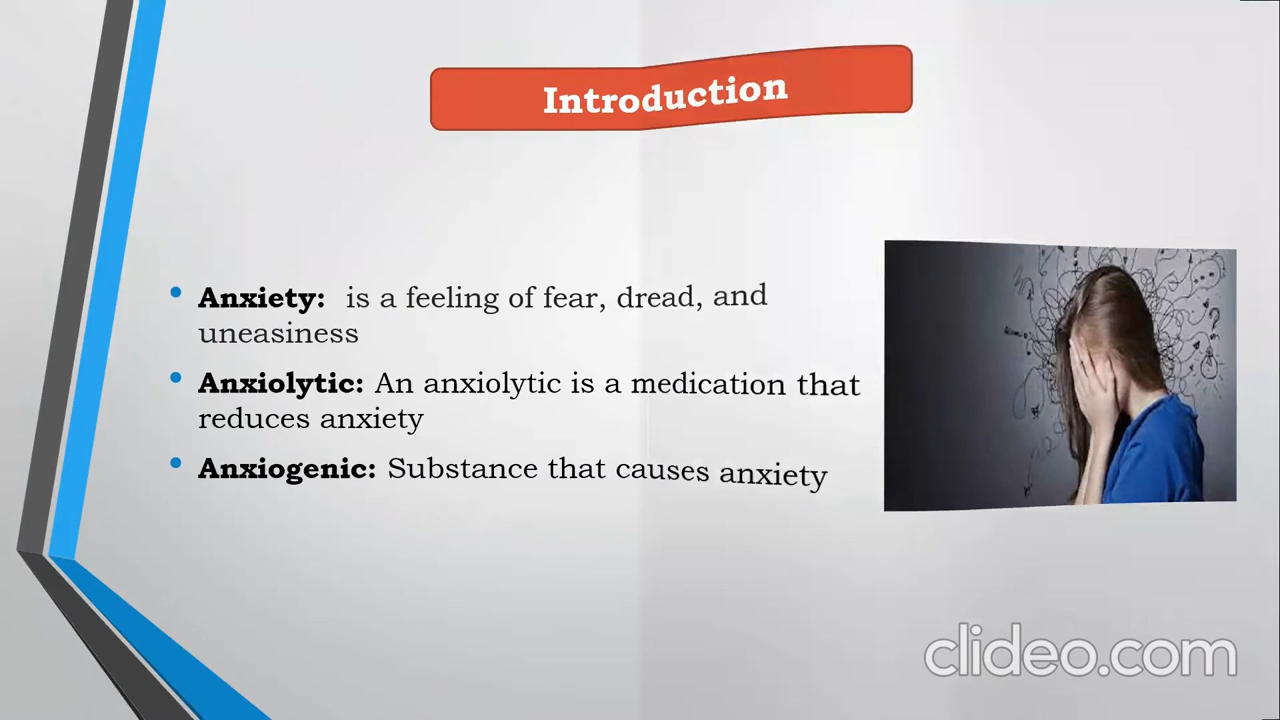 Introduction
Anxiety: is a feeling of fear, dread, and
uneasiness
Anxiolytic: An anxiolytic is a medication that
reduces anxiety
Anxiogenic: Substance that causes anxiety
clideo.com